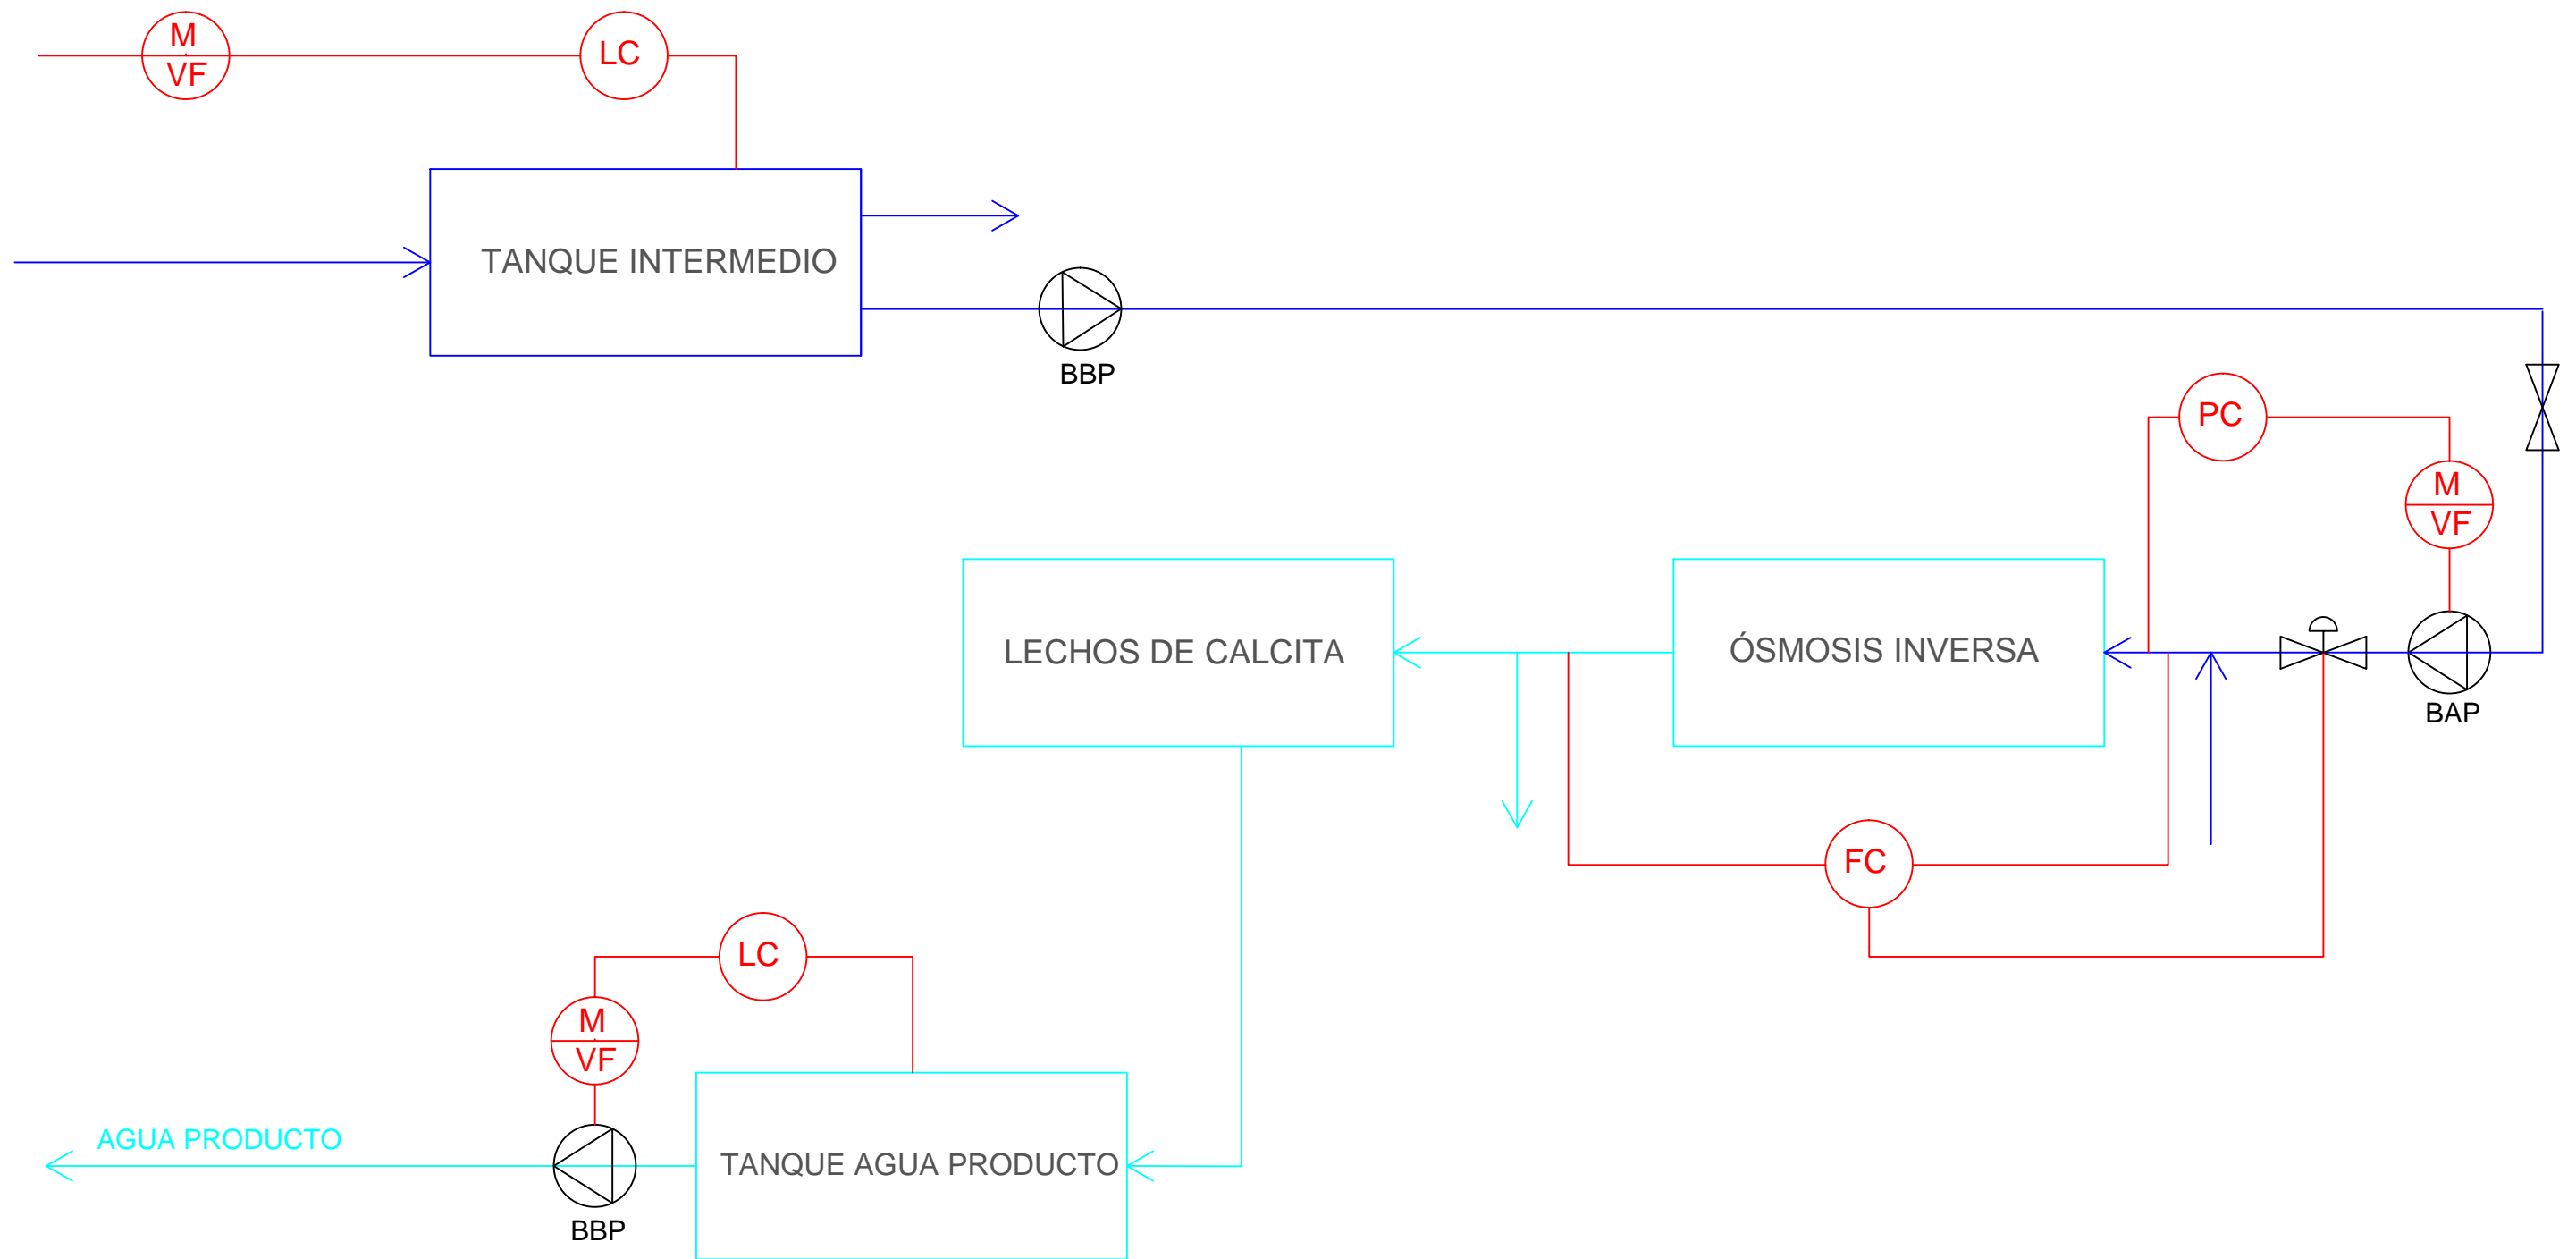 M
VF
LC
TANQUE INTERMEDIO
BBP
PC
M
VF
LECHOS DE CALCITA
ÓSMOSIS INVERSA
BAP
FC
LC
M
VF
AGUA PRODUCTO
TANQUE AGUA PRODUCTO
BBP